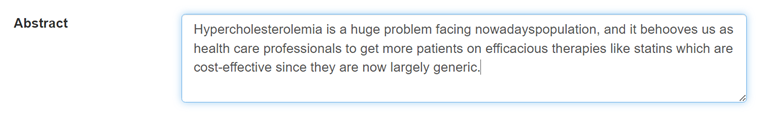 Abstract
Hypercholesterolemia is a huge problem facing nowadayspopulation, and it behooves us as
health care professionals to get more patients on efficacious therapies like statins which are
cost-effective since they are now largely generic.